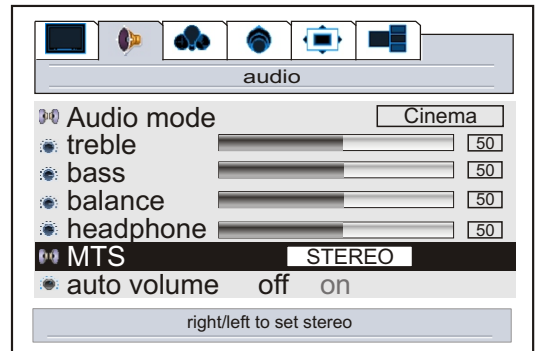 audio
Audio mode Cinema
treble 50
bass 50
balance 50
headphone 50
MTS STEREO
auto volume off on
right/left to set stereo